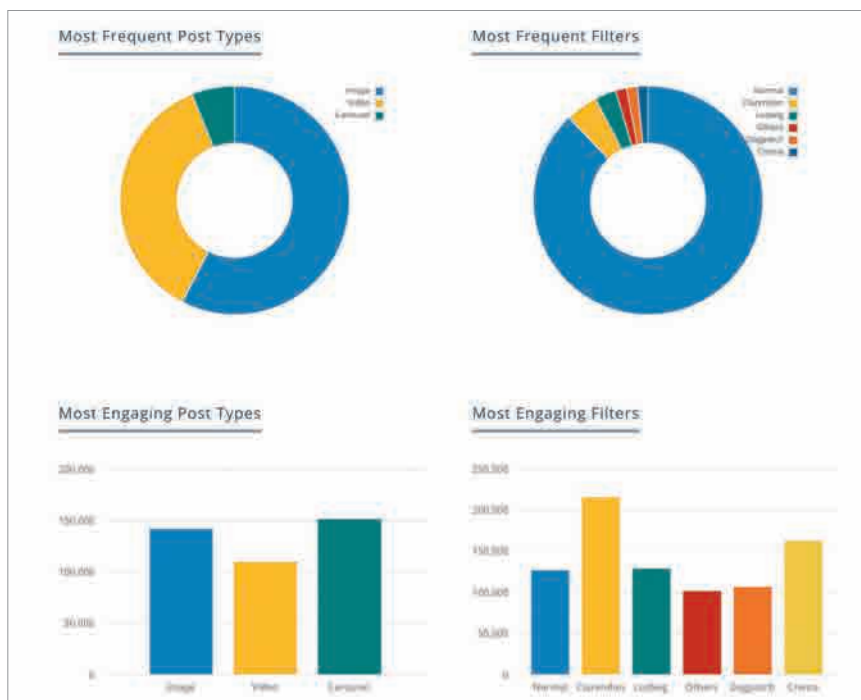 Most Frequent Post Types
Image
Video
Carousel
Most Frequent Filters
Normal
Clarendon
Ludwig
Others
Crema
Most Engaging Post Types
200,000
150,000
100,000
50,000
0
Image
Video
Carousel
Most Engaging Filters
250,000
200,000
150,000
100,000
50,000
0
Normal
Clarendon
Ludwig
Others
Crema